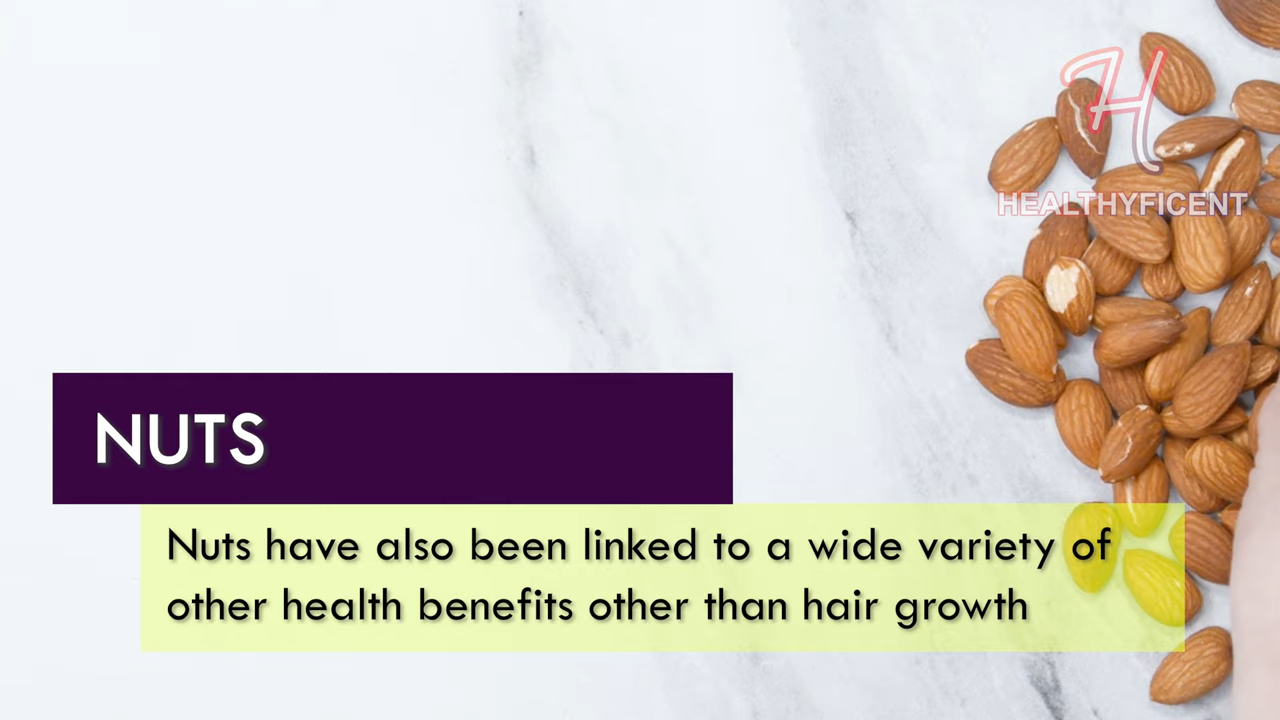 H
HEALTHYFICENT
NUTS
Nuts have also been linked to a wide variety of
other health benefits other than hair growth